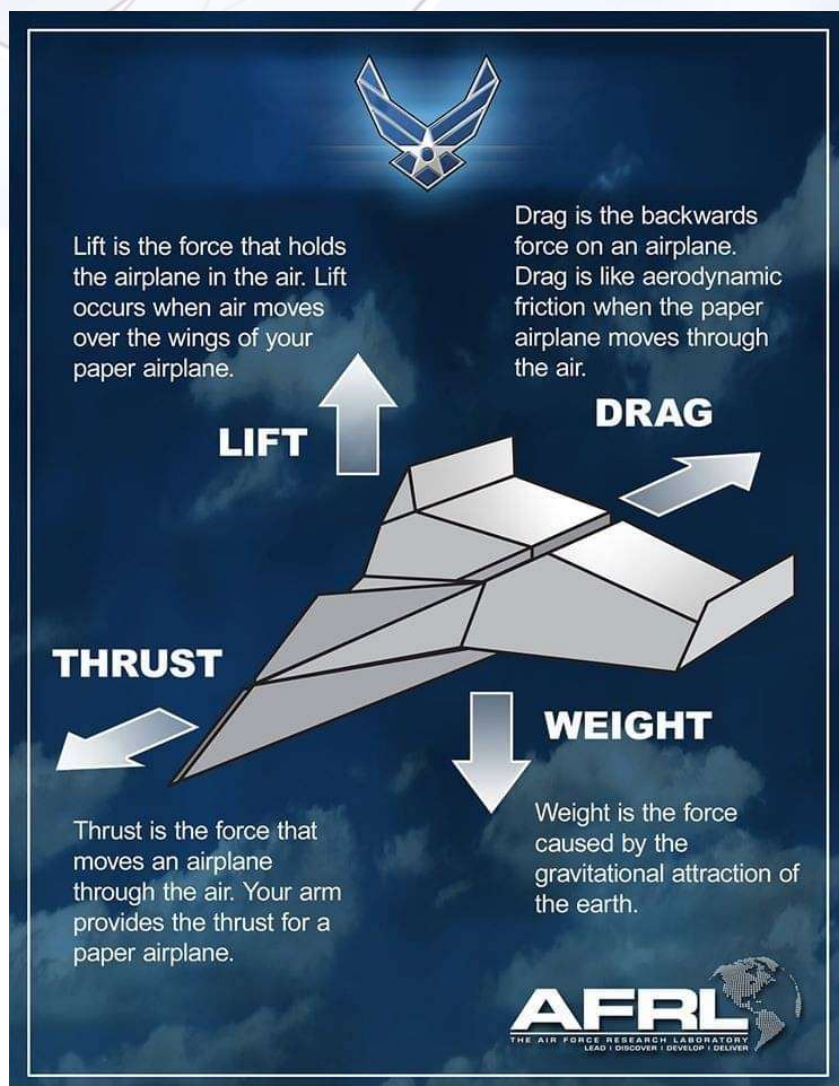 Lift is the force that holds
the airplane in the air. Lift
occurs when air moves
over the wings of your
paper airplane.
LIFT
Drag is the backwards
force on an airplane.
Drag is like aerodynamic
friction when the paper
airplane moves through
the air.
DRAG
THRUST
Thrust is the force that
moves an airplane
through the air. Your arm
provides the thrust for a
paper airplane.
WEIGHT
Weight is the force
caused by the
gravitational attraction of
the earth.
AFRL
THE AIR FORCE RESEARCH LABORATORY
LEAD | DISCOVER | DEVELOP | DELIVER